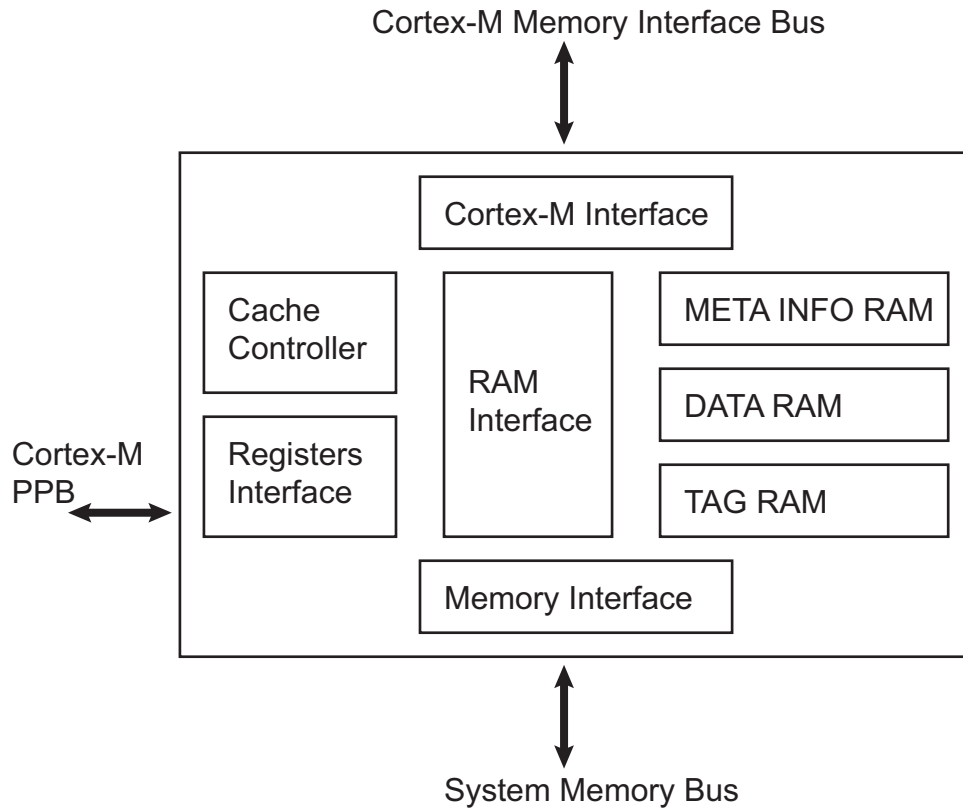 Cortex-M Memory Interface Bus
Cortex-M Interface
Cache
Controller
RAM
Interface
META INFO RAM
DATA RAM
TAG RAM
Cortex-M
PPB
Registers
Interface
Memory Interface
System Memory Bus